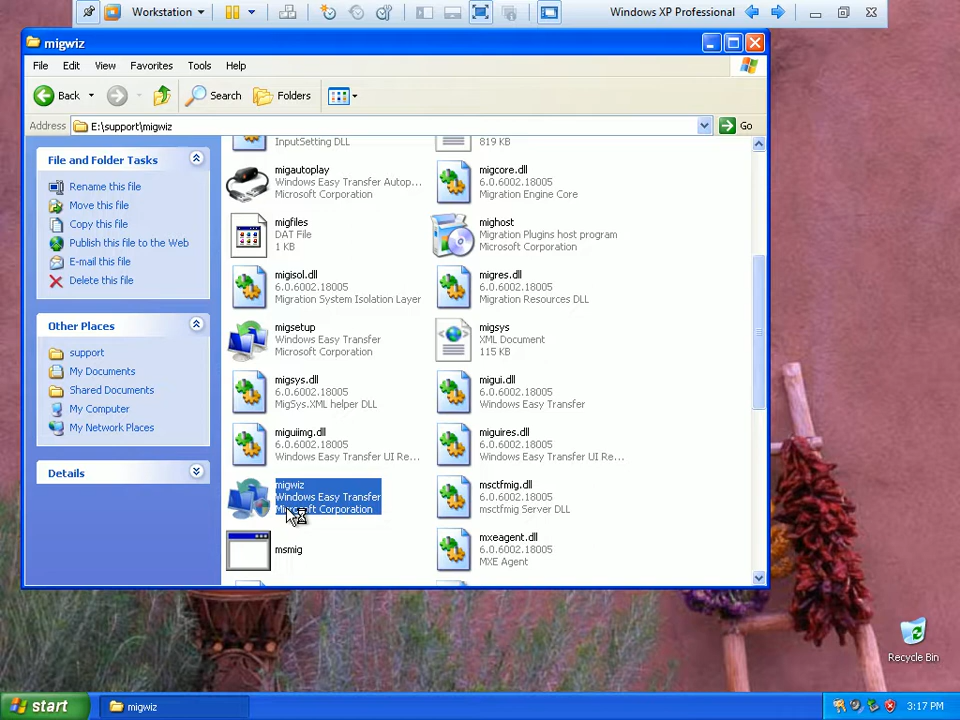 Workstation
Windows XP Professional
migwiz
File Edit View Favorites Tools Help
Back Search Folders
Address E:\support\migwiz Go
File and Folder Tasks
Rename this file
Move this file
Copy this file
Publish this file to the Web
E-mail this file
Delete this file
Other Places
support
My Documents
Shared Documents
My Computer
My Network Places
Details
InputSetting DLL
819 KB
migautoplay
Windows Easy Transfer Autop...
Microsoft Corporation
migcore.dll
6.0.6002.18005
Migration Engine Core
migfiles
DAT File
1 KB
mighost
Migration Plugins host program
Microsoft Corporation
migisol.dll
6.0.6002.18005
Migration System Isolation Layer
migres.dll
6.0.6002.18005
Migration Resources DLL
migsetup
Windows Easy Transfer
Microsoft Corporation
migsys
XML Document
115 KB
migsys.dll
6.0.6002.18005
MigSys.XML helper DLL
migui.dll
6.0.6002.18005
Windows Easy Transfer
miguiimg.dll
6.0.6002.18005
Windows Easy Transfer UI Re...
miguires.dll
6.0.6002.18005
Windows Easy Transfer UI Re...
migwiz
Windows Easy Transfer
Microsoft Corporation
msctfmig.dll
6.0.6002.18005
msctfmig Server DLL
msmig
mxeagent.dll
6.0.6002.18005
MXE Agent
Recycle Bin
start
migwiz
3:17 PM